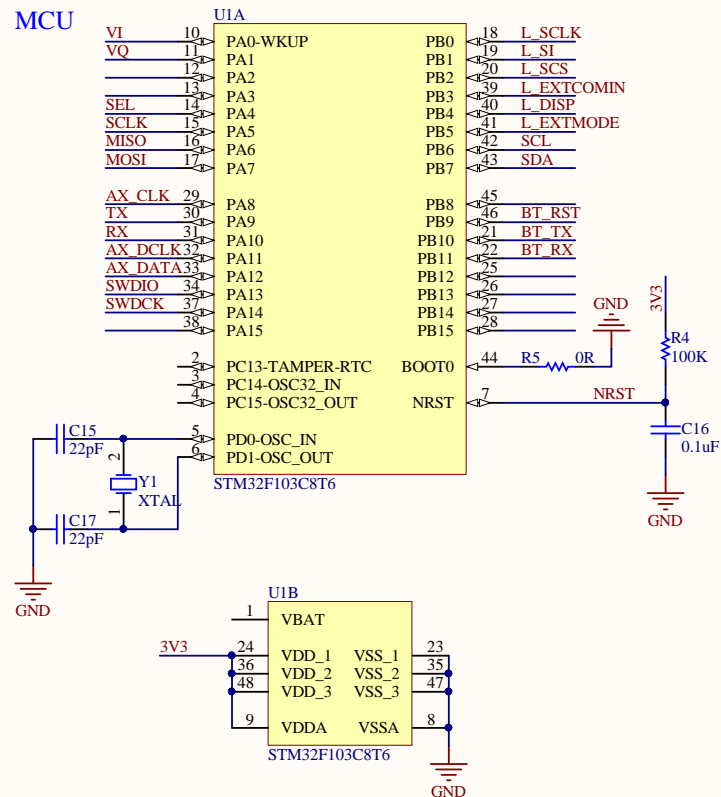 MCU
U1A
VI 10 PA0-WKUP PB0 18 L_SCLK
VQ 11 PA1 PB1 19 L_SI
12 PA2 PB2 20 L_SCS
13 PA3 PB3 39 L_EXTCOMIN
SEL 14 PA4 PB4 40 L_DISP
SCLK 15 PA5 PB5 41 L_EXTMODE
MISO 16 PA6 PB6 42 SCL
MOSI 17 PA7 PB7 43 SDA
AX_CLK 29 PA8 PB8 45
TX 30 PA9 PB9 46 BT_RST
RX 31 PA10 PB10 21 BT_TX
AX_DCLK 32 PA11 PB11 22 BT_RX
AX_DATA 33 PA12 PB12 25
SWDIO 34 PA13 PB13 26
SWDCK 37 PA14 PB14 27
38 PA15 PB15 28
GND
3V3
R4
100K
2 PC13-TAMPER-RTC BOOT0 44 R5 0R
3 PC14-OSC32_IN
4 PC15-OSC32_OUT NRST 7 NRST
C16
0.1uF
GND
5 PD0-OSC_IN
6 PD1-OSC_OUT
STM32F103C8T6
C15
22pF
2
Y1
XTAL
1
C17
22pF
GND
U1B
1 VBAT
3V3 24 VDD_1 VSS_1 23
36 VDD_2 VSS_2 35
48 VDD_3 VSS_3 47
9 VDDA VSSA 8
STM32F103C8T6
GND